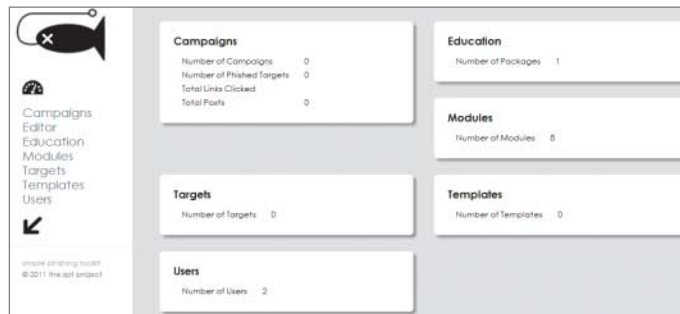 Campaigns
Editor
Education
Modules
Targets
Templates
Users
simple phishing toolkit
© 2011 the spt project
Campaigns
Number of Campaigns 0
Number of Phished Targets 0
Total Links Clicked
Total Posts 0
Education
Number of Packages 1
Modules
Number of Modules 8
Targets
Number of Targets 0
Templates
Number of Templates 0
Users
Number of Users 2